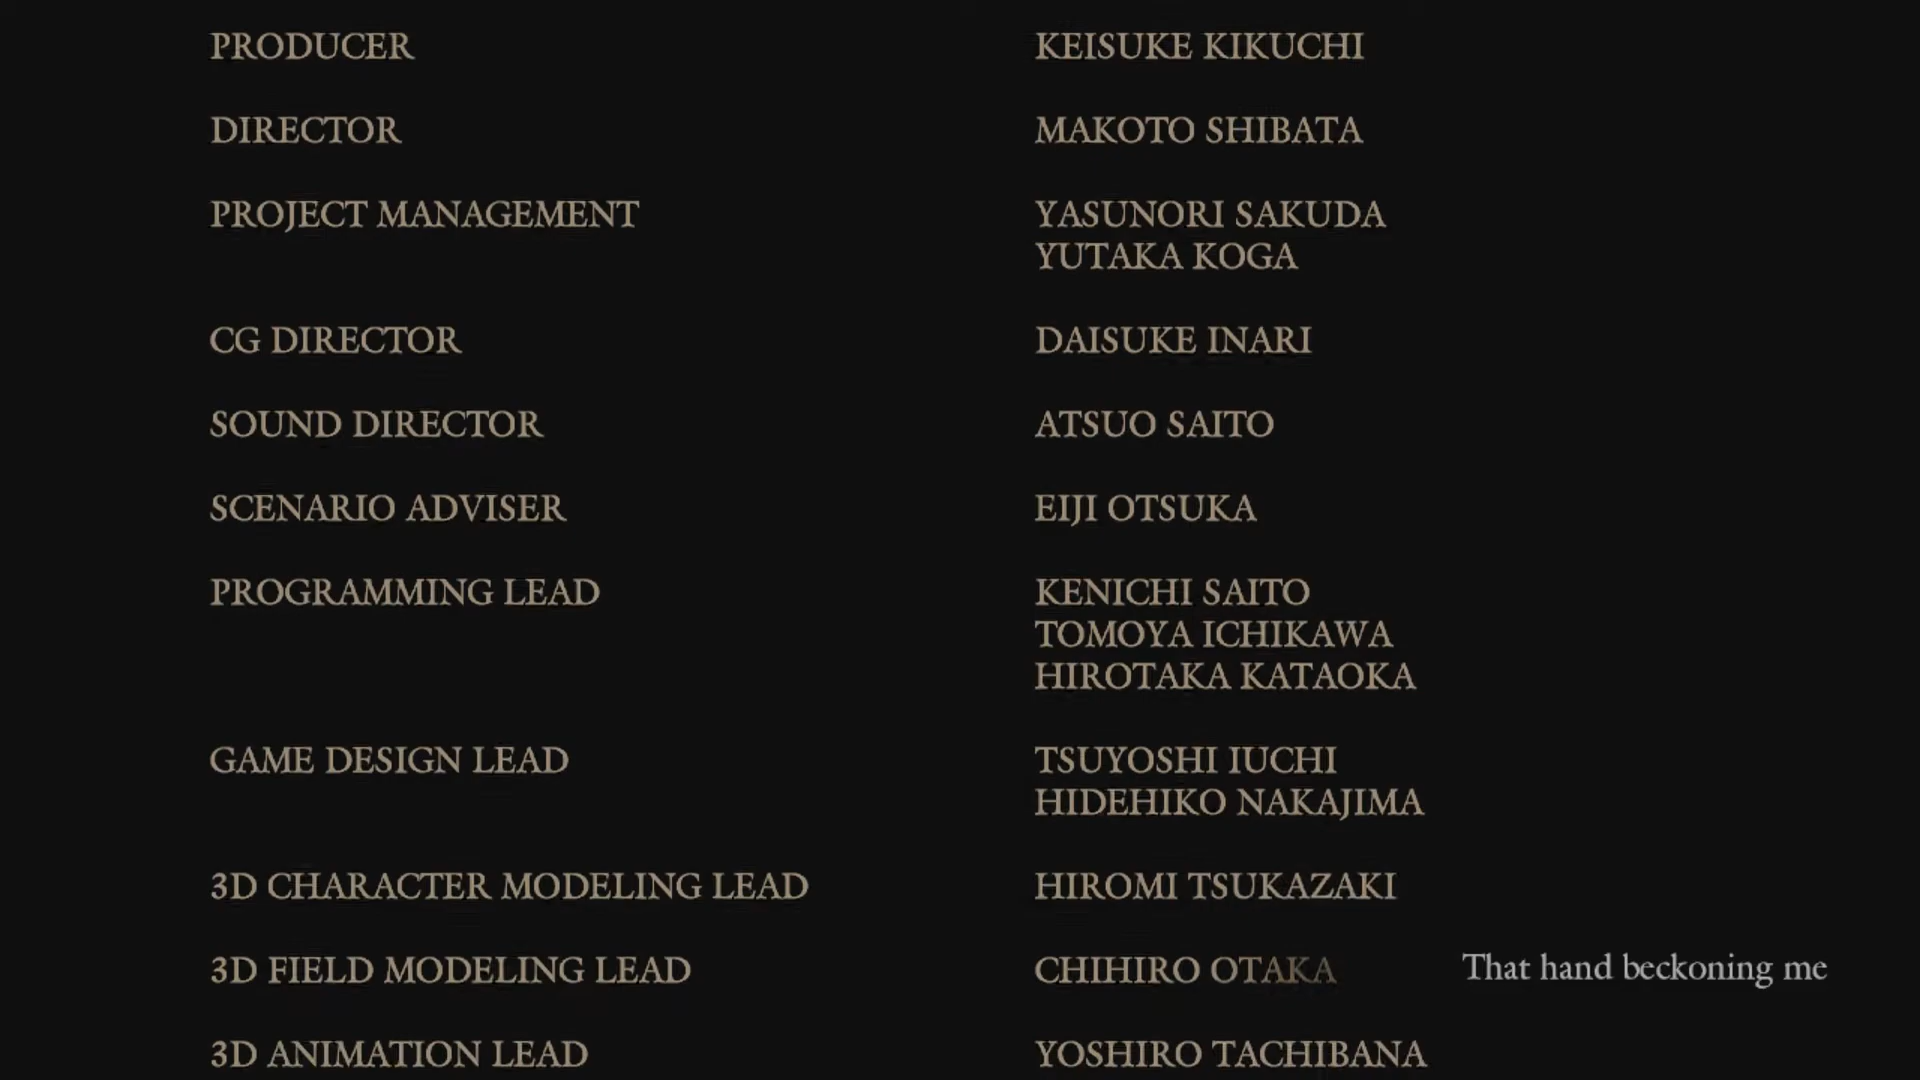 PRODUCER KEISUKE KIKUCHI
DIRECTOR MAKOTO SHIBATA
PROJECT MANAGEMENT YASUNORI SAKUDA
YUTAKA KOGA
CG DIRECTOR DAISUKE INARI
SOUND DIRECTOR ATSUO SAITO
SCENARIO ADVISER EIJI OTSUKA
PROGRAMMING LEAD KENICHI SAITO
TOMOYA ICHIKAWA
HIROTAKA KATAOKA
GAME DESIGN LEAD TSUYOSHI IUCHI
HIDEHIKO NAKAJIMA
3D CHARACTER MODELING LEAD HIROMI TSUKAZAKI
3D FIELD MODELING LEAD CHIHIRO OTAKA
That hand beckoning me
3D ANIMATION LEAD YOSHIRO TACHIBANA